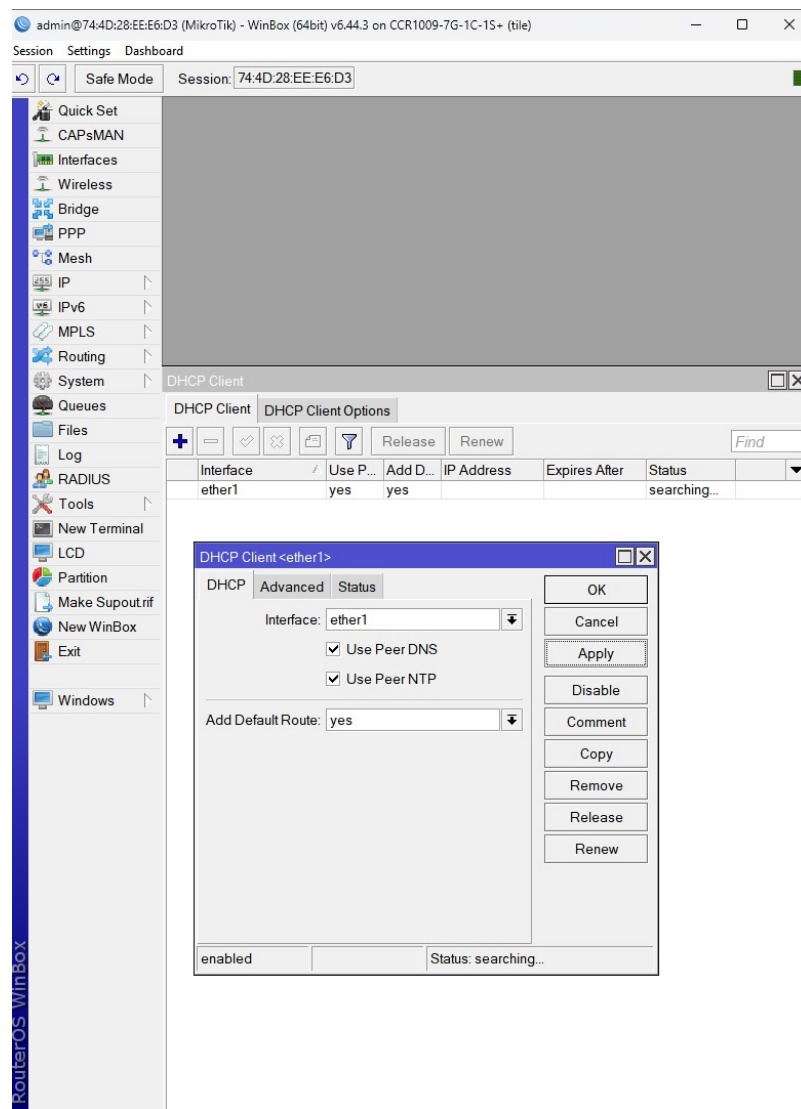 admin@74:4D:28:EE:E6:D3 (MikroTik) - WinBox (64bit) v6.44.3 on CCR1009-7G-1C-1S+ (tile)
Session Settings Dashboard
Safe Mode Session: 74:4D:28:EE:E6:D3
Quick Set
CAPsMAN
Interfaces
Wireless
Bridge
PPP
Mesh
IP
IPv6
MPLS
Routing
System
Queues
Files
Log
RADIUS
Tools
New Terminal
LCD
Partition
Make Supout.rif
New WinBox
Exit
Windows
RouterOS WinBox
DHCP Client
DHCP Client DHCP Client Options
Release Renew Find
Interface Use P... Add D... IP Address Expires After Status
ether1 yes yes searching...
DHCP Client <ether1>
DHCP Advanced Status
Interface: ether1
Use Peer DNS
Use Peer NTP
Add Default Route: yes
OK
Cancel
Apply
Disable
Comment
Copy
Remove
Release
Renew
enabled Status: searching...